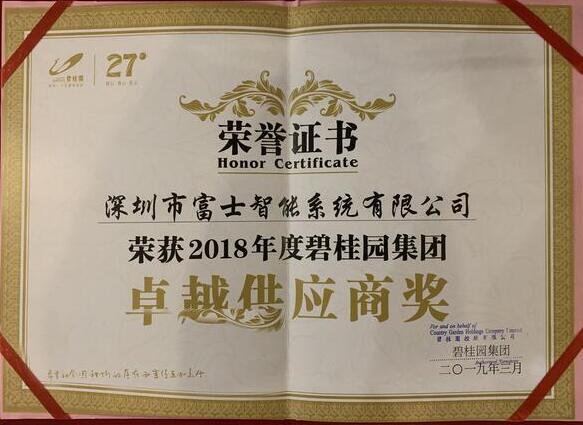 碧桂園
27°
荣誉证书
Honor Certificate
深圳市富士智能系统有限公司
荣获2018年度碧桂园集团
卓越供应商奖
For and on behalf of
Country Garden Holdings Company Limited
碧桂園控股有限公司
碧桂园集团
二〇一九年三月